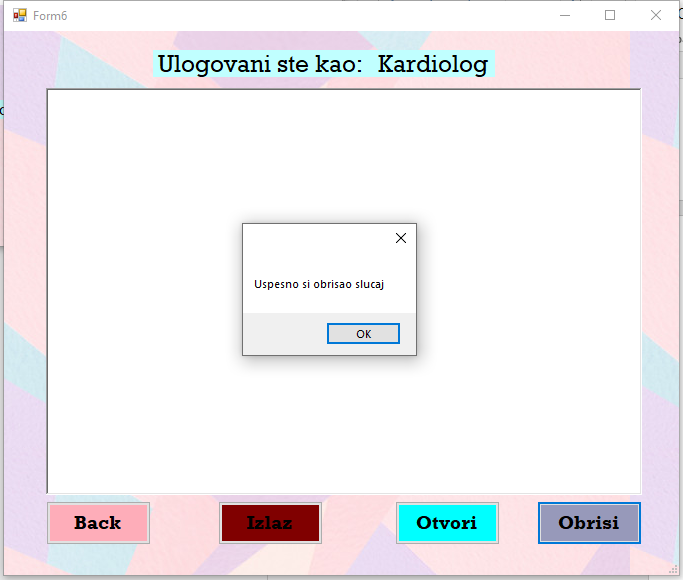 Form6
Ulogovani ste kao: Kardiolog
Uspesno si obrisao slucaj
OK
Back Izlaz Otvori Obrisi